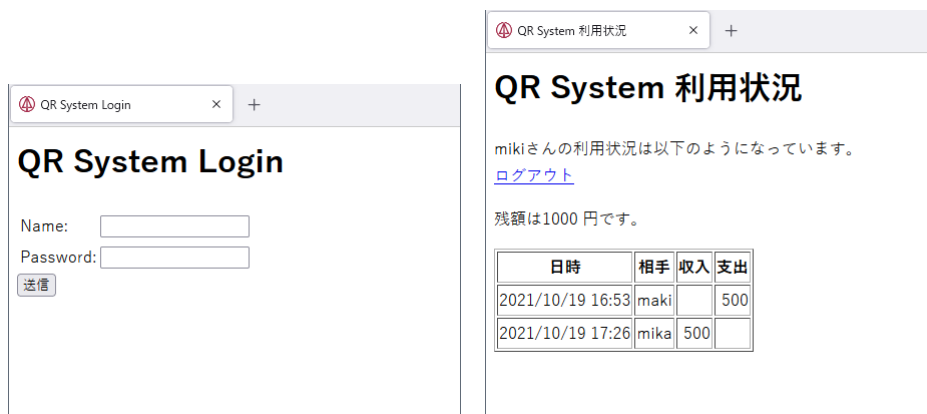 QR System Login
QR System Login
Name:
Password:
送信
QR System 利用状況
QR System 利用状況
mikiさんの利用状況は以下のようになっています。
ログアウト
残額は1000 円です。
日時 相手 収入 支出
2021/10/19 16:53 maki 500
2021/10/19 17:26 mika 500